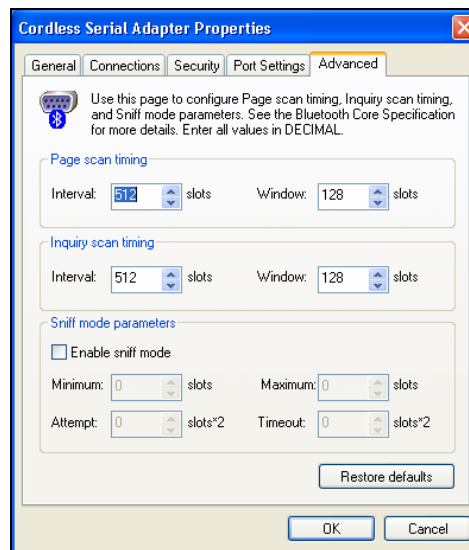 Cordless Serial Adapter Properties
General Connections Security Port Settings Advanced
Use this page to configure Page scan timing, Inquiry scan timing,
and Sniff mode parameters. See the Bluetooth Core Specification
for more details. Enter all values in DECIMAL.
Page scan timing
Interval: 512 slots Window: 128 slots
Inquiry scan timing
Interval: 512 slots Window: 128 slots
Sniff mode parameters
Enable sniff mode
Minimum: 0 slots Maximum: 0 slots
Attempt: 0 slots*2 Timeout: 0 slots*2
Restore defaults
OK Cancel